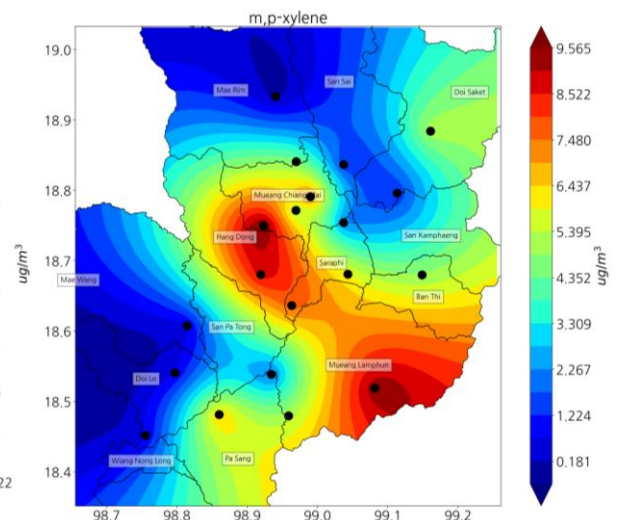 m,p-xylene
19.0
18.9
18.8
18.7
18.6
18.5
18.4
98.7 98.8 98.9 99.0 99.1 99.2
ug/m³
Mae Rim
San Sai
Doi Saket
Mueang Chiang Mai
Hang Dong
San Kamphaeng
Saraphi
Mae Wang
Ban Thi
San Pa Tong
Mueang Lamphun
Doi Lo
Wiang Nong Long
Pa Sang
9.565
8.522
7.480
6.437
5.395
4.352
3.309
2.267
1.224
0.181
ug/m³
22